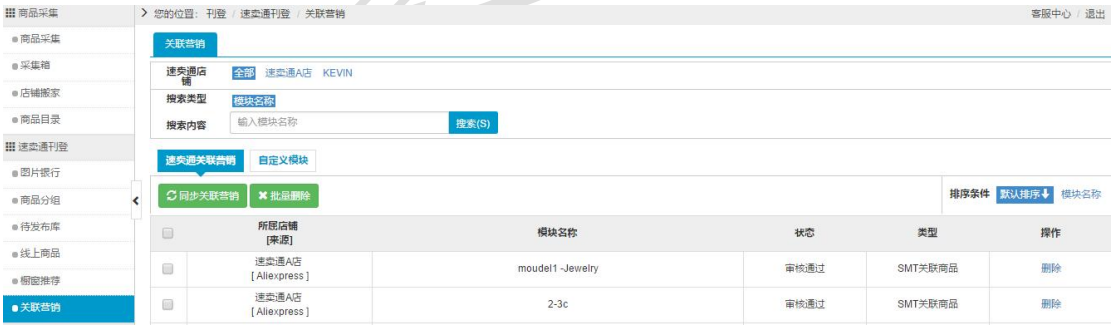 商品采集
您的位置: 刊登 / 速卖通刊登 / 关联营销
客服中心 / 退出
商品采集
采集箱
店铺搬家
商品目录
速卖通刊登
图片银行
商品分组
待发布库
线上商品
橱窗推荐
关联营销
关联营销
速卖通店铺
全部 速卖通A店 KEVIN
搜索类型
模块名称
搜索内容
输入模块名称
搜索(S)
速卖通关联营销 自定义模块
同步关联营销 批量删除
排序条件 默认排序 模块名称
所属店铺
[来源]
模块名称 状态 类型 操作
速卖通A店
[ Aliexpress ]
moudel1 -Jewelry 审核通过 SMT关联商品 删除
速卖通A店
[ Aliexpress ]
2-3c 审核通过 SMT关联商品 删除